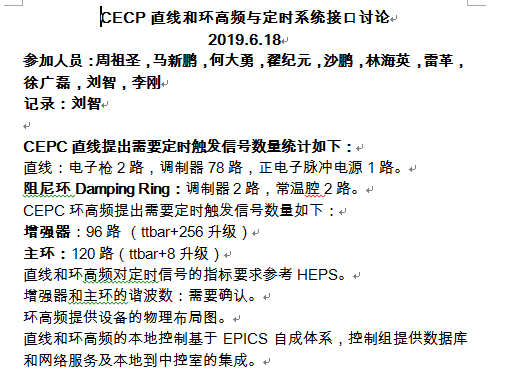 CECP 直线和环高频与定时系统接口讨论
2019.6.18
参加人员：周祖圣，马新鹏，何大勇，翟纪元，沙鹏，林海英，雷革，
徐广磊，刘智，李刚
记录：刘智
CEPC 直线提出需要定时触发信号数量统计如下：
直线：电子枪 2 路，调制器 78 路，正电子脉冲电源 1 路。
阻尼环 Damping Ring：调制器 2 路，常温腔 2 路。
CEPC 环高频提出需要定时触发信号数量如下：
增强器：96 路 （ttbar+256 升级）
主环：120 路（ttbar+8 升级）
直线和环高频对定时信号的指标要求参考 HEPS。
增强器和主环的谐波数：需要确认。
环高频提供设备的物理布局图。
直线和环高频的本地控制基于 EPICS 自成体系，控制组提供数据库
和网络服务及本地到中控室的集成。